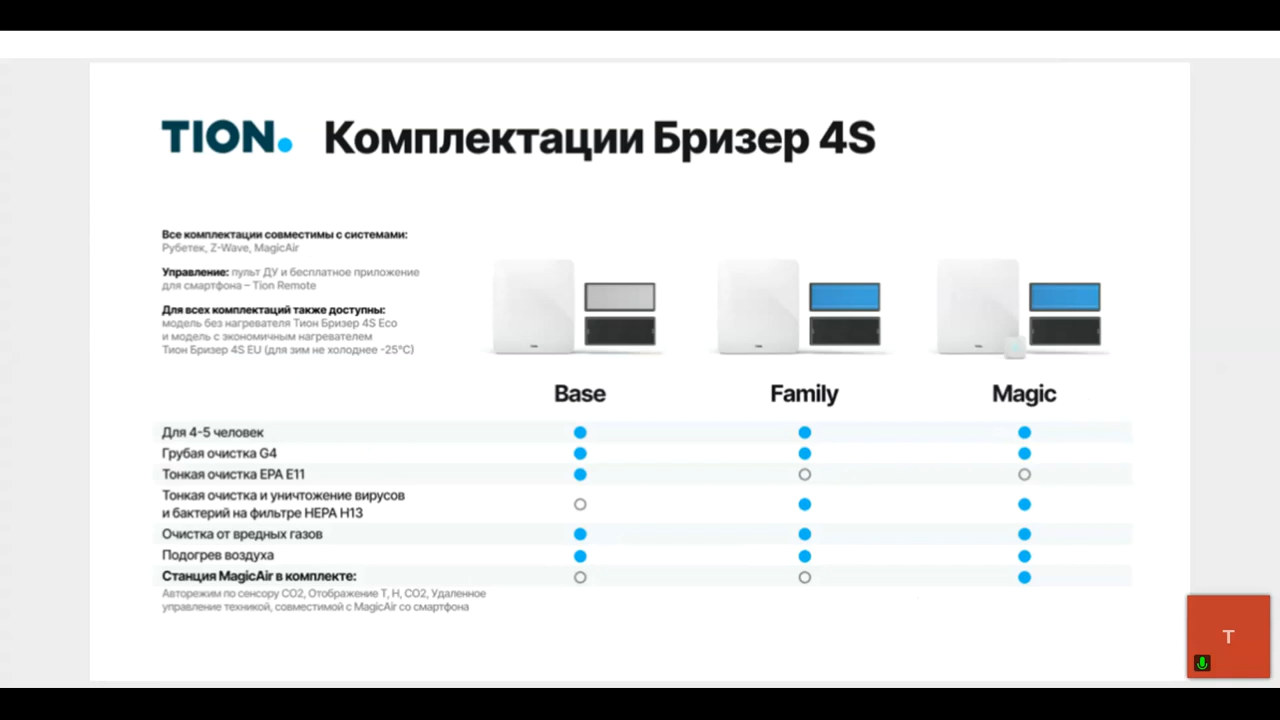 TION. Комплектации Бризер 4S
Все комплектации совместимы с системами:
Рубетек, Z-Wave, MagicAir
Управление: пульт ДУ и бесплатное приложение
для смартфона – Tion Remote
Для всех комплектаций также доступны:
модель без нагревателя Тион Бризер 4S Eco
и модель с экономичным нагревателем
Тион Бризер 4S EU (для зим не холоднее -25°C)
Base Family Magic
Для 4-5 человек
Грубая очистка G4
Тонкая очистка EPA E11
Тонкая очистка и уничтожение вирусов
и бактерий на фильтре HEPA H13
Очистка от вредных газов
Подогрев воздуха
Станция MagicAir в комплекте:
Авторежим по сенсору CO2, Отображение T, H, CO2, Удаленное
управление техникой, совместимой с MagicAir со смартфона
T